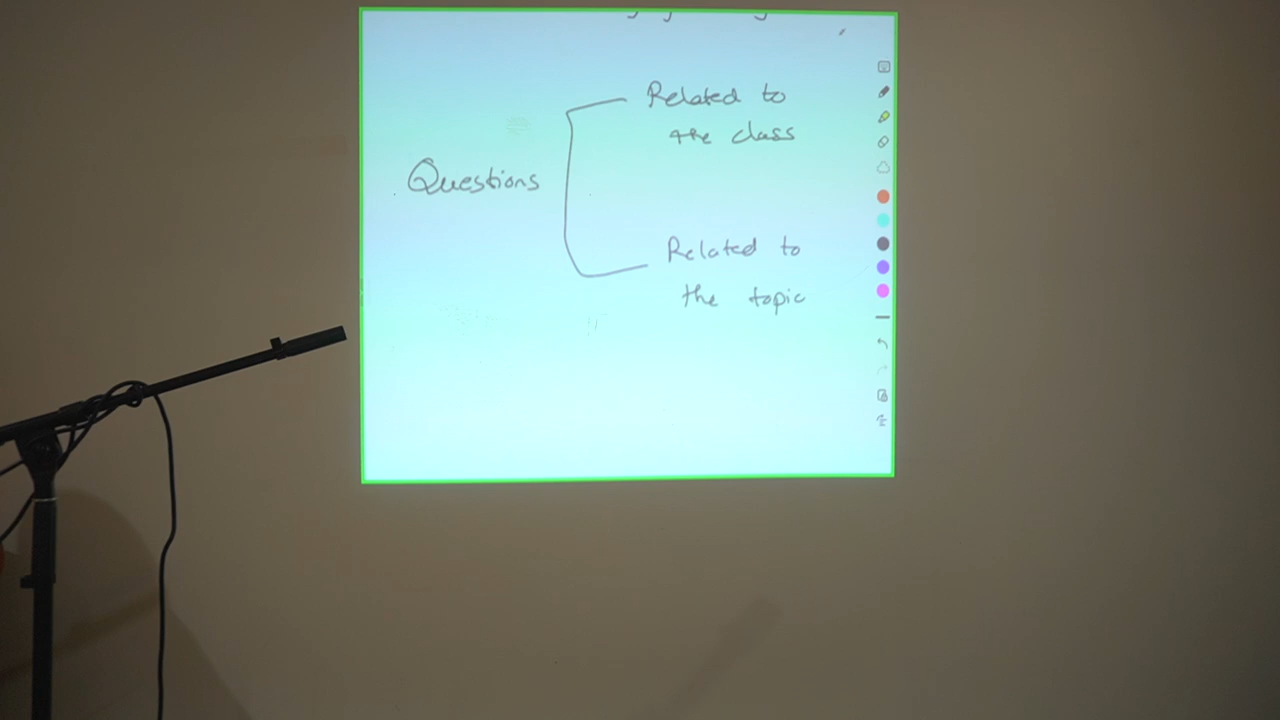 Related to
the class
Questions
Related to
the topic